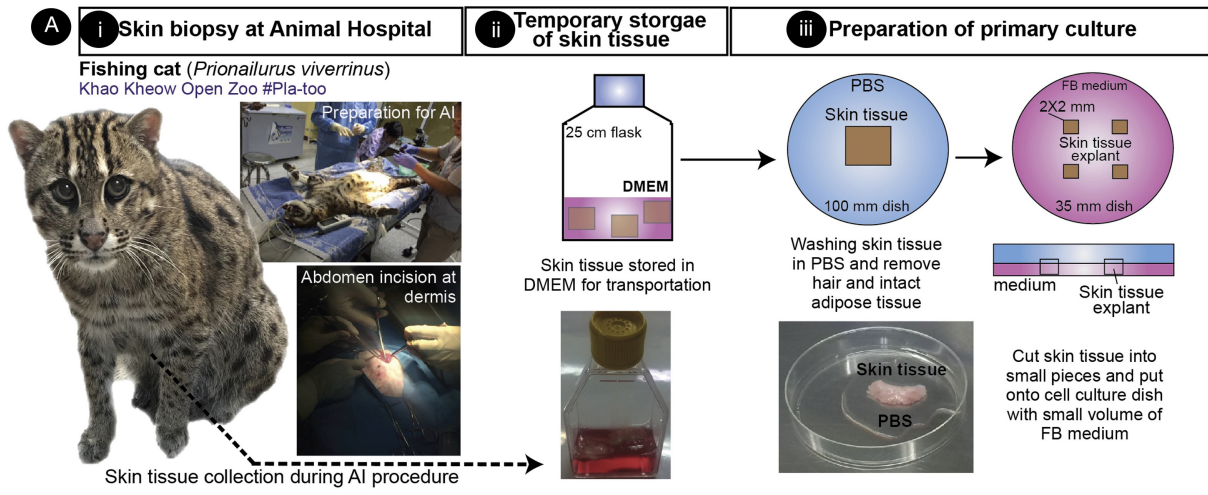 A
i Skin biopsy at Animal Hospital
Fishing cat (Prionailurus viverrinus)
Khao Kheow Open Zoo #Pla-too
Preparation for AI
Abdomen incision at
dermis
Skin tissue collection during AI procedure
ii Temporary storgae
of skin tissue
25 cm flask
DMEM
Skin tissue stored in
DMEM for transportation
iii Preparation of primary culture
PBS
Skin tissue
100 mm dish
Washing skin tissue
in PBS and remove
hair and intact
adipose tissue
Skin tissue
PBS
FB medium
2X2 mm
Skin tissue
explant
35 mm dish
medium
Skin tissue
explant
Cut skin tissue into
small pieces and put
onto cell culture dish
with small volume of
FB medium